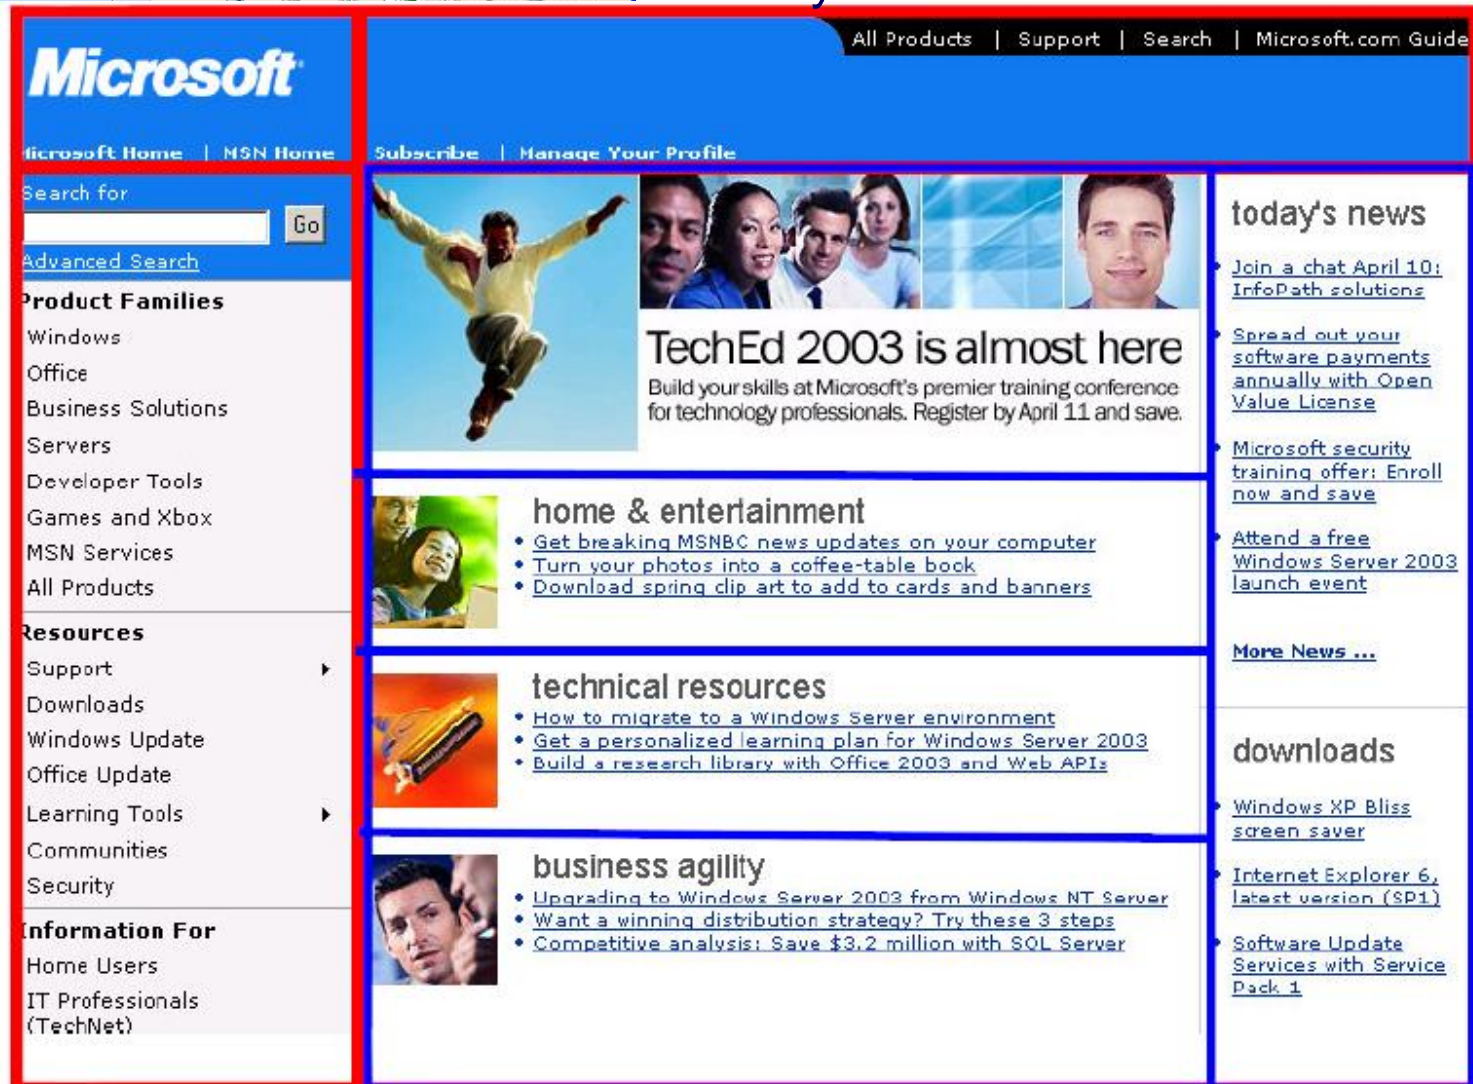 All Products | Support | Search | Microsoft.com Guide
Microsoft
Microsoft Home | MSN Home
Subscribe | Manage Your Profile
Search for
Go
Advanced Search
Product Families
Windows
Office
Business Solutions
Servers
Developer Tools
Games and Xbox
MSN Services
All Products
Resources
Support
Downloads
Windows Update
Office Update
Learning Tools
Communities
Security
Information For
Home Users
IT Professionals
(TechNet)
TechEd 2003 is almost here
Build your skills at Microsoft's premier training conference
for technology professionals. Register by April 11 and save.
home & entertainment
• Get breaking MSNBC news updates on your computer
• Turn your photos into a coffee-table book
• Download spring clip art to add to cards and banners
technical resources
• How to migrate to a Windows Server environment
• Get a personalized learning plan for Windows Server 2003
• Build a research library with Office 2003 and Web APIs
business agility
• Upgrading to Windows Server 2003 from Windows NT Server
• Want a winning distribution strategy? Try these 3 steps
• Competitive analysis: Save $3.2 million with SQL Server
today's news
• Join a chat April 10:
InfoPath solutions
• Spread out your
software payments
annually with Open
Value License
• Microsoft security
training offer: Enroll
now and save
• Attend a free
Windows Server 2003
launch event
More News ...
downloads
• Windows XP Bliss
screen saver
• Internet Explorer 6,
latest version (SP1)
• Software Update
Services with Service
Pack 1